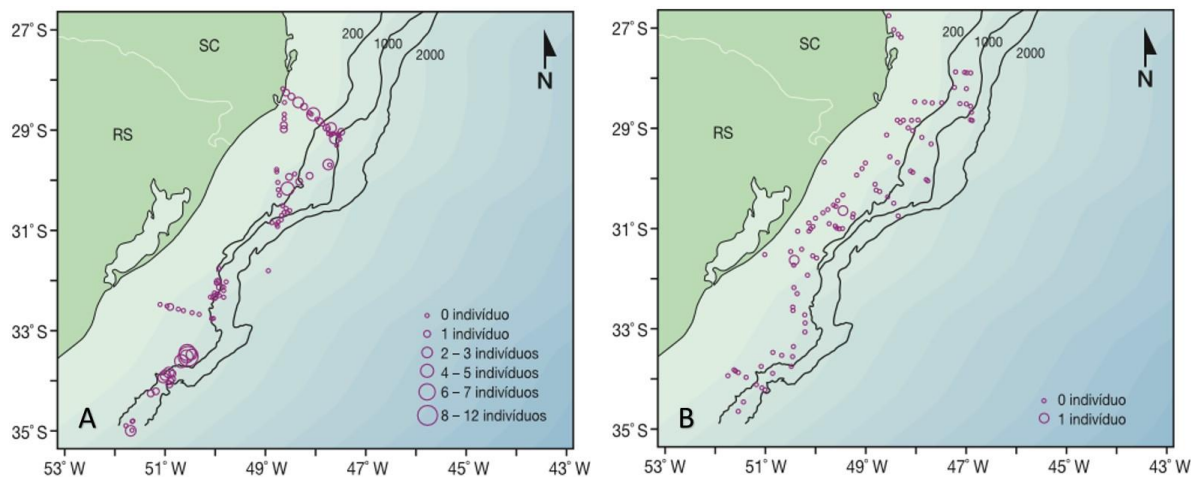 27° S
29° S
31° S
33° S
35° S
53° W
51° W
49° W
47° W
45° W
43° W
SC
RS
200
1000
2000
N
A
0 indivíduo
1 indivíduo
2 – 3 indivíduos
4 – 5 indivíduos
6 – 7 indivíduos
8 – 12 indivíduos
27° S
29° S
31° S
33° S
35° S
53° W
51° W
49° W
47° W
45° W
43° W
SC
RS
200
1000
2000
N
B
0 indivíduo
1 indivíduo